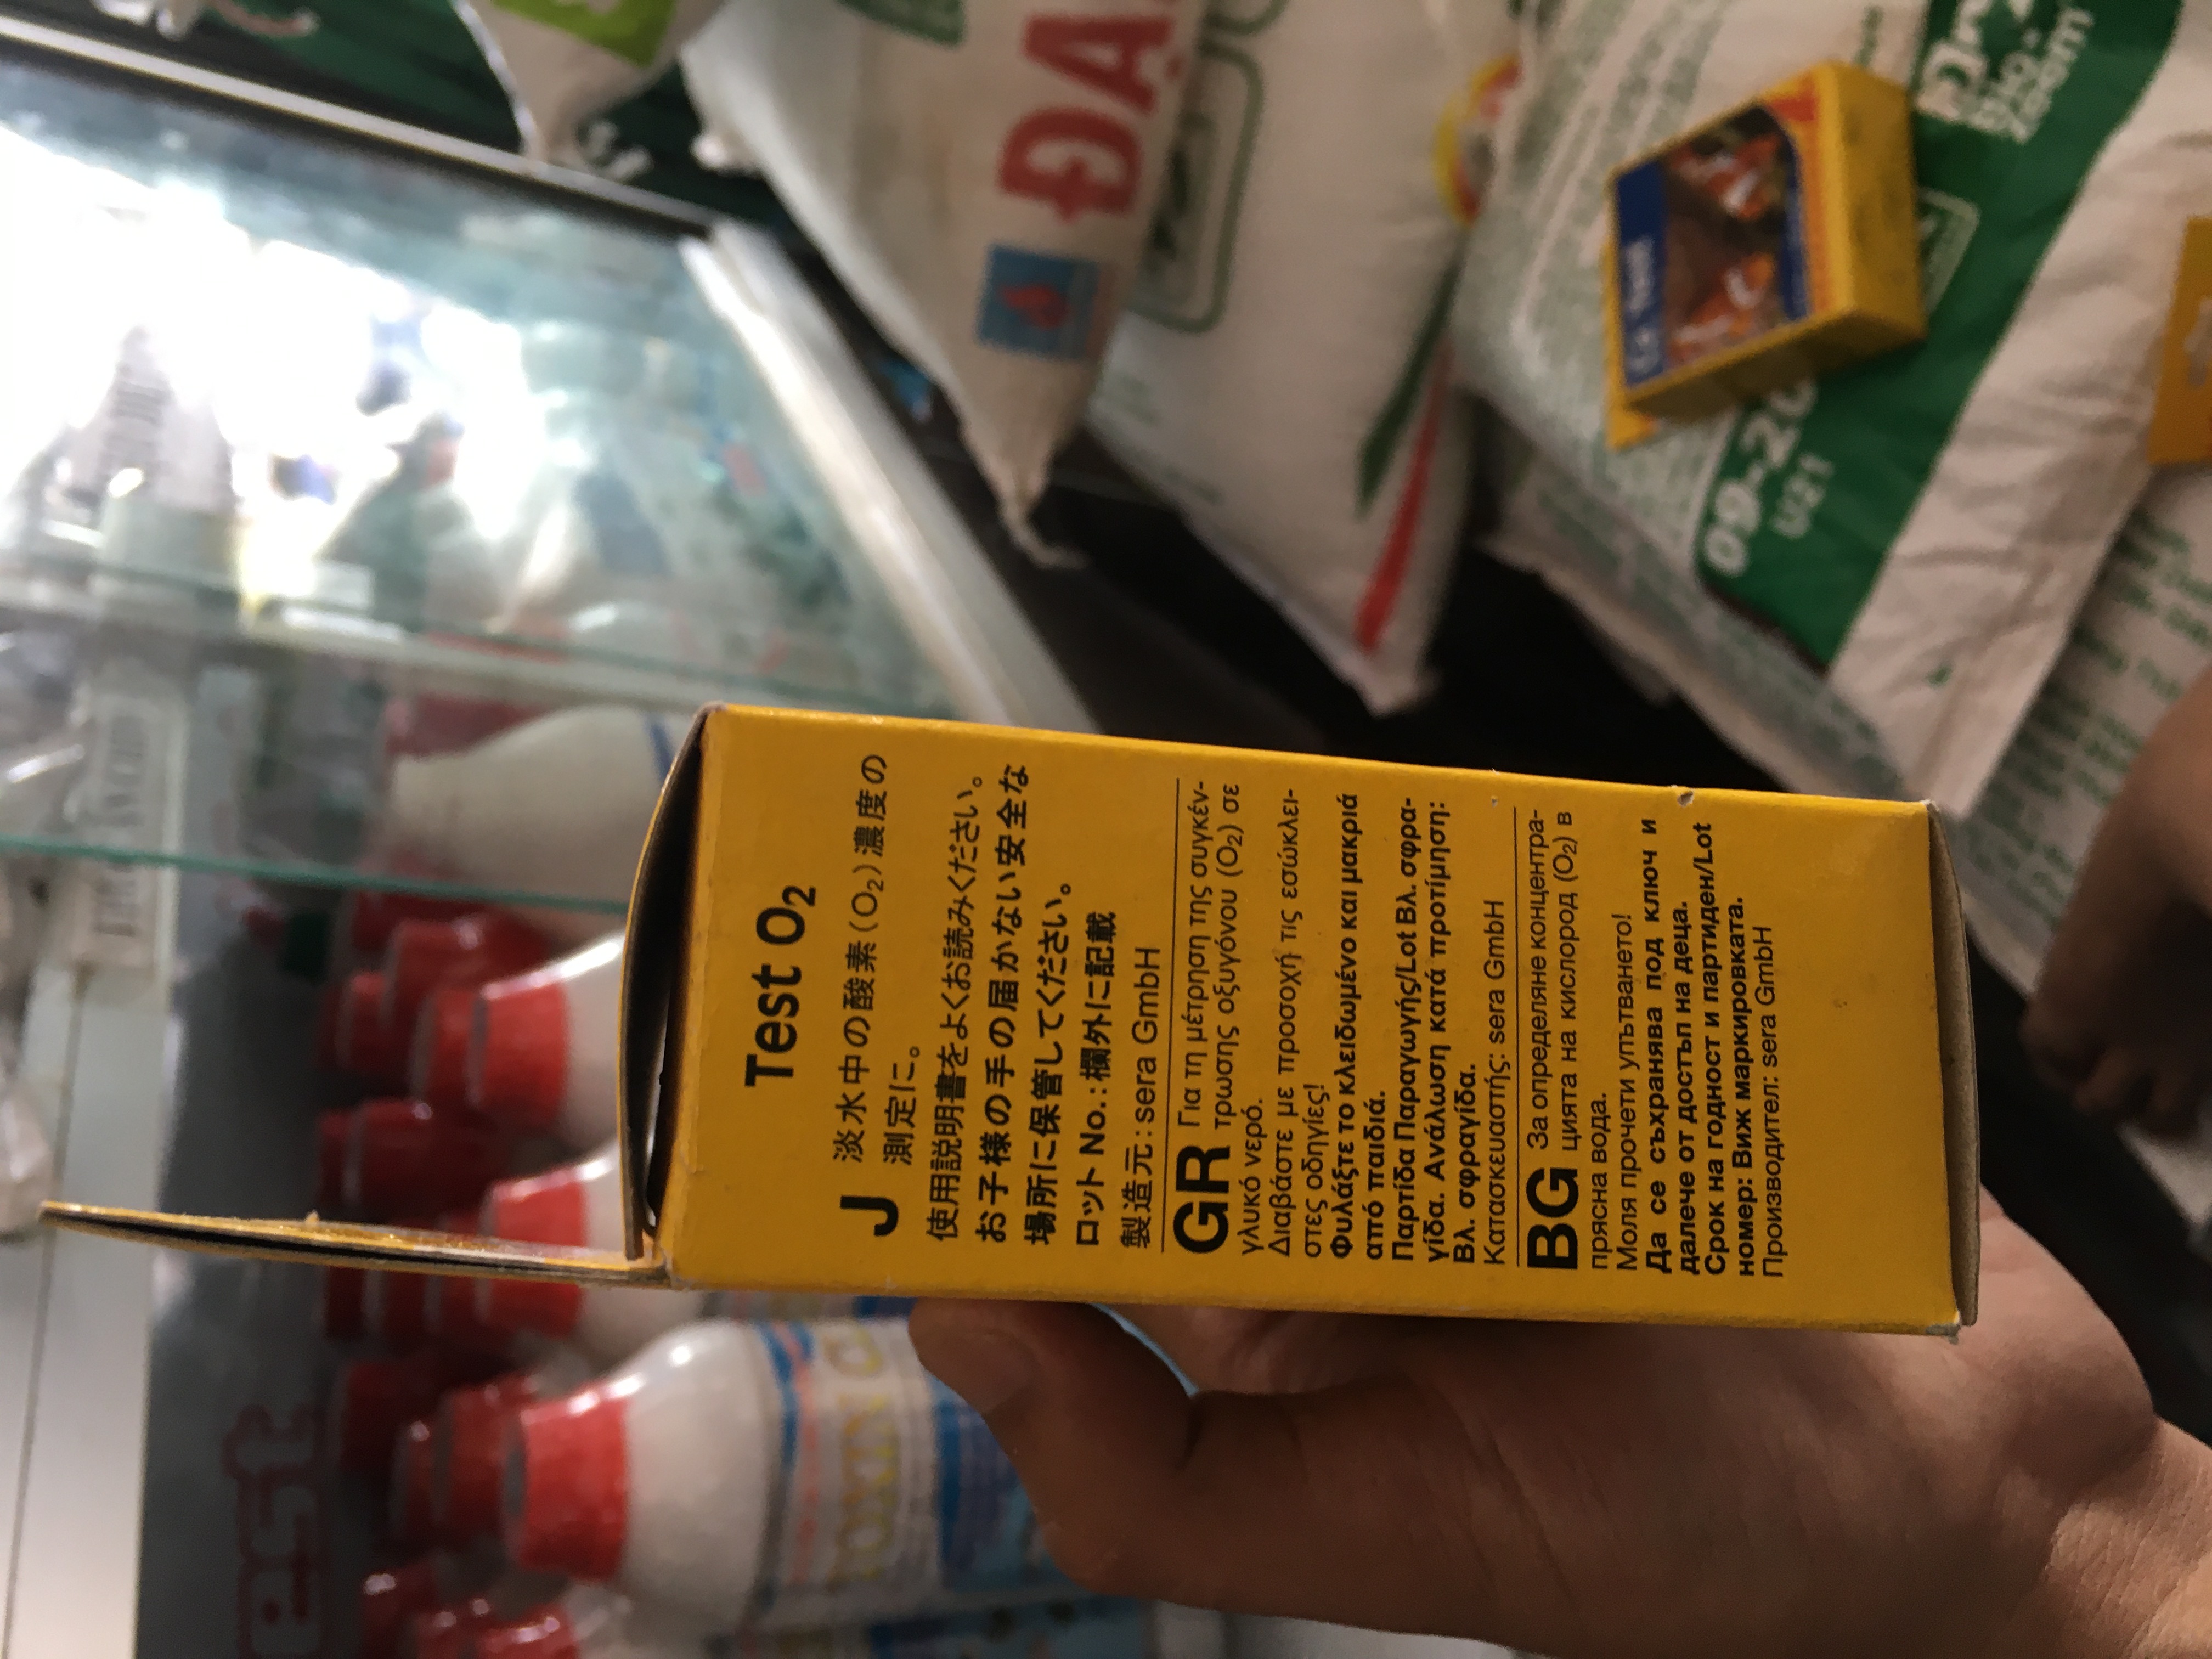 Test O₂
J 淡水中の酸素(O₂)濃度の
測定に。
使用説明書をよくお読みください。
お子様の手の届かない安全な
場所に保管してください。
ロット No.: 欄外に記載
製造元: sera GmbH
GR Για τη μέτρηση της συγκέν-
τρωσης οξυγόνου (O₂) σε
γλυκό νερό.
Διαβάστε με προσοχή τις εσώκλει-
στες οδηγίες!
Φυλάξτε το κλειδωμένο και μακριά
από παιδιά.
Παρτίδα Παραγωγής/Lot Βλ. σφρα-
γίδα. Ανάλωση κατά προτίμηση:
Βλ. σφραγίδα.
Κατασκευαστής: sera GmbH
BG За определяне концентра-
цията на кислород (O₂) в
прясна вода.
Моля прочети упътването!
Да се съхранява под ключ и
далече от достъп на деца.
Срок на годност и партиден/Lot
номер: Виж маркировката.
Производител: sera GmbH
ĐẠ
09-20
U21